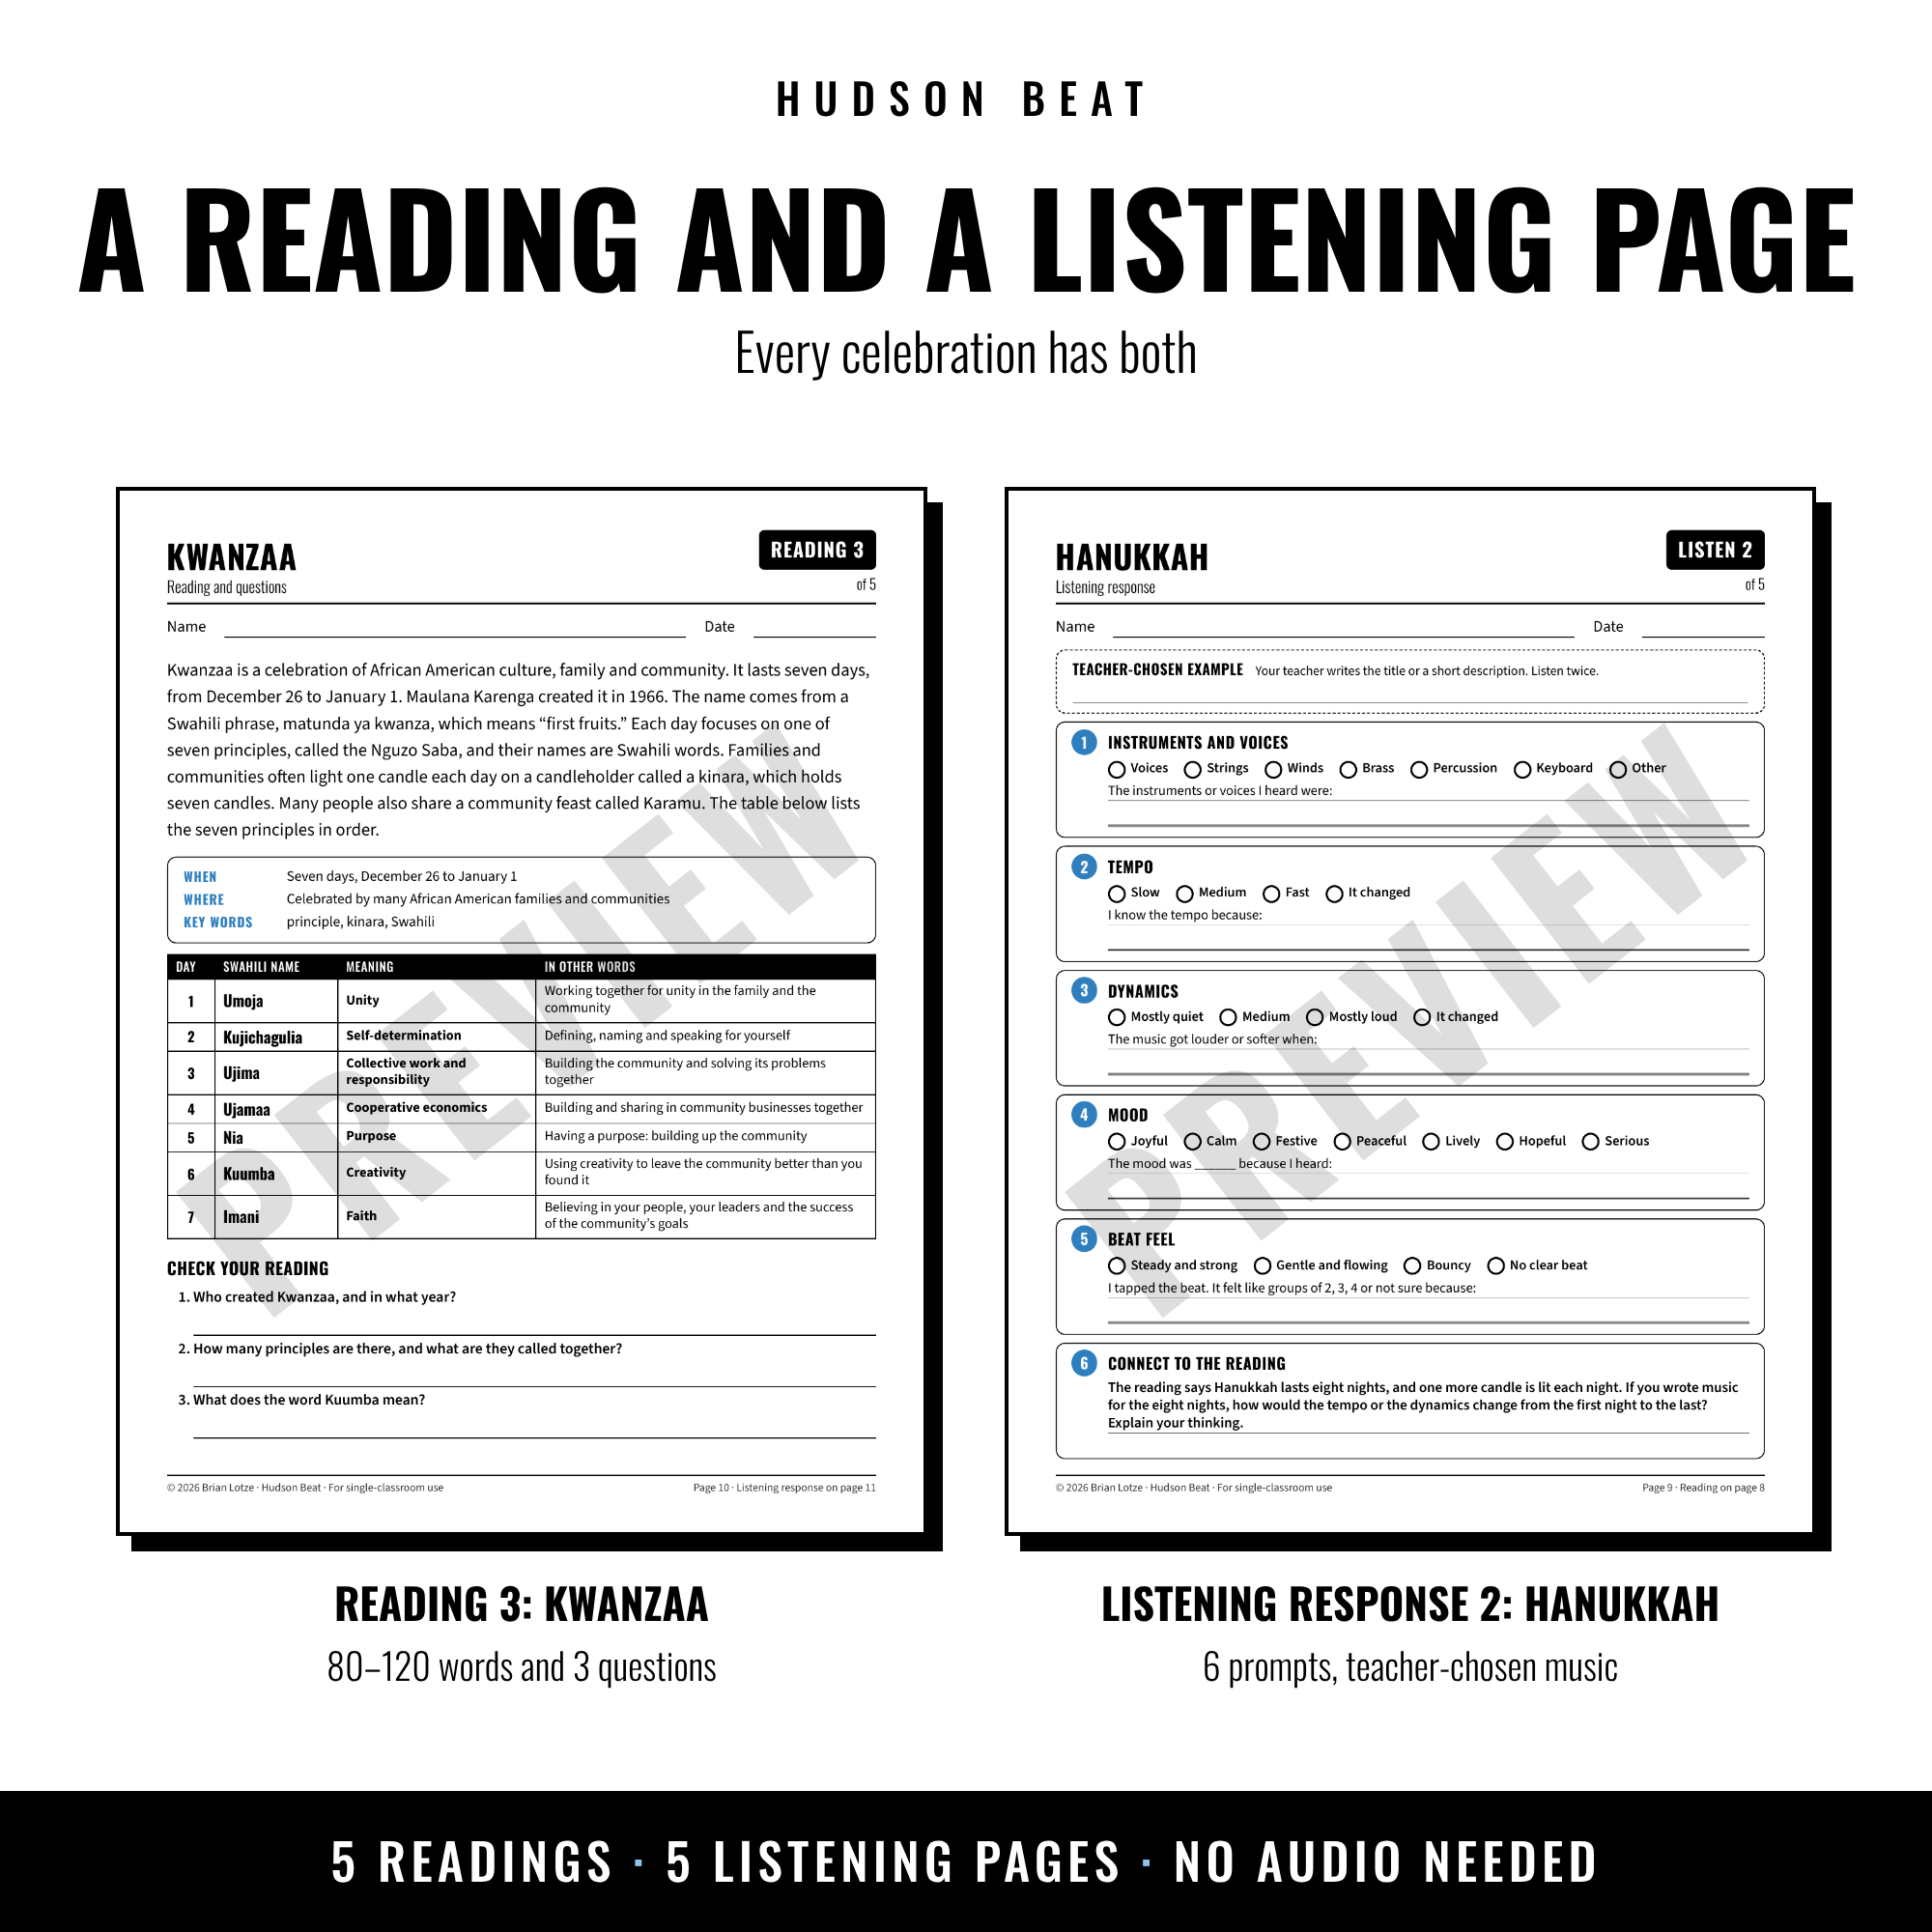 HUDSON BEAT
A READING AND A LISTENING PAGE
Every celebration has both
KWANZAA
READING 3
Reading and questions
of 5
Name Date
Kwanzaa is a celebration of African American culture, family and community. It lasts seven days,
from December 26 to January 1. Maulana Karenga created it in 1966. The name comes from a
Swahili phrase, matunda ya kwanza, which means “first fruits.” Each day focuses on one of
seven principles, called the Nguzo Saba, and their names are Swahili words. Families and
communities often light one candle each day on a candleholder called a kinara, which holds
seven candles. Many people also share a community feast called Karamu. The table below lists
the seven principles in order.
WHEN Seven days, December 26 to January 1
WHERE Celebrated by many African American families and communities
KEY WORDS principle, kinara, Swahili
DAY SWAHILI NAME MEANING IN OTHER WORDS
1 Umoja Unity Working together for unity in the family and the
community
2 Kujichagulia Self-determination Defining, naming and speaking for yourself
3 Ujima Collective work and
responsibility Building the community and solving its problems
together
4 Ujamaa Cooperative economics Building and sharing in community businesses together
5 Nia Purpose Having a purpose: building up the community
6 Kuumba Creativity Using creativity to leave the community better than you
found it
7 Imani Faith Believing in your people, your leaders and the success
of the community’s goals
CHECK YOUR READING
1. Who created Kwanzaa, and in what year?
2. How many principles are there, and what are they called together?
3. What does the word Kuumba mean?
© 2026 Brian Lotze · Hudson Beat · For single-classroom use
Page 10 · Listening response on page 11
PREVIEW
READING 3: KWANZAA
80–120 words and 3 questions
HANUKKAH
LISTEN 2
Listening response
of 5
Name Date
TEACHER-CHOSEN EXAMPLE Your teacher writes the title or a short description. Listen twice.
1 INSTRUMENTS AND VOICES
Voices Strings Winds Brass Percussion Keyboard Other
The instruments or voices I heard were:
2 TEMPO
Slow Medium Fast It changed
I know the tempo because:
3 DYNAMICS
Mostly quiet Medium Mostly loud It changed
The music got louder or softer when:
4 MOOD
Joyful Calm Festive Peaceful Lively Hopeful Serious
The mood was ______ because I heard:
5 BEAT FEEL
Steady and strong Gentle and flowing Bouncy No clear beat
I tapped the beat. It felt like groups of 2, 3, 4 or not sure because:
6 CONNECT TO THE READING
The reading says Hanukkah lasts eight nights, and one more candle is lit each night. If you wrote music
for the eight nights, how would the tempo or the dynamics change from the first night to the last?
Explain your thinking.
© 2026 Brian Lotze · Hudson Beat · For single-classroom use
Page 9 · Reading on page 8
PREVIEW
LISTENING RESPONSE 2: HANUKKAH
6 prompts, teacher-chosen music
5 READINGS · 5 LISTENING PAGES · NO AUDIO NEEDED